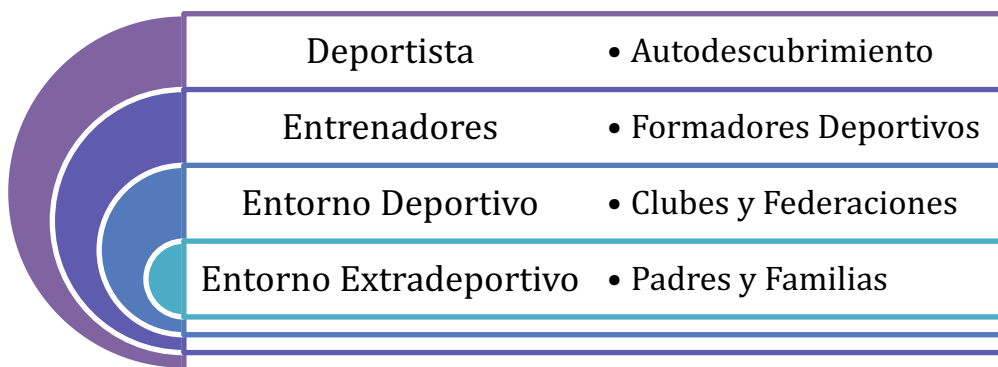 Deportista • Autodescubrimiento
Entrenadores • Formadores Deportivos
Entorno Deportivo • Clubes y Federaciones
Entorno Extradeportivo • Padres y Familias